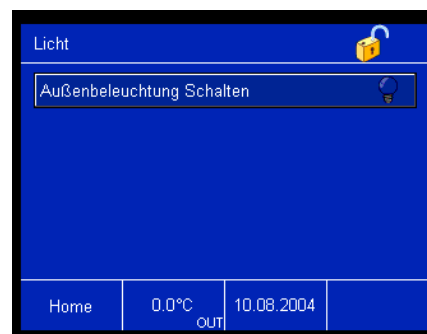 Licht
Außenbeleuchtung Schalten
Home
0.0°C
OUT
10.08.2004